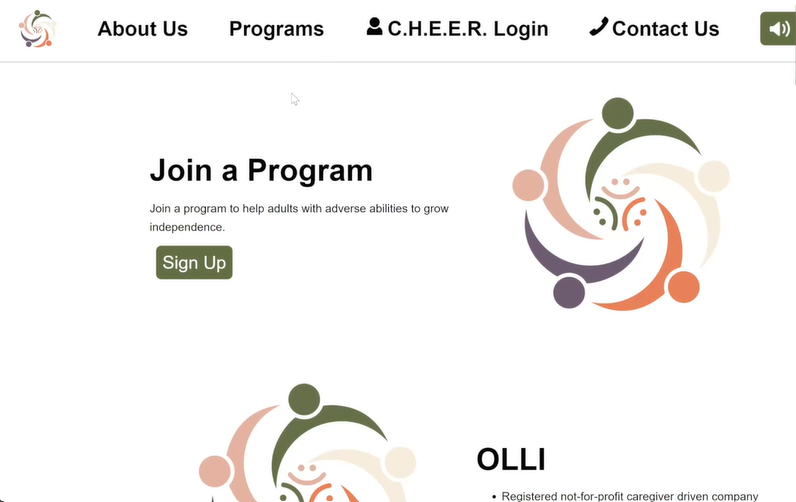 About Us Programs C.H.E.E.R. Login Contact Us
Join a Program
Join a program to help adults with adverse abilities to grow
independence.
Sign Up
OLLI
Registered not-for-profit caregiver driven company